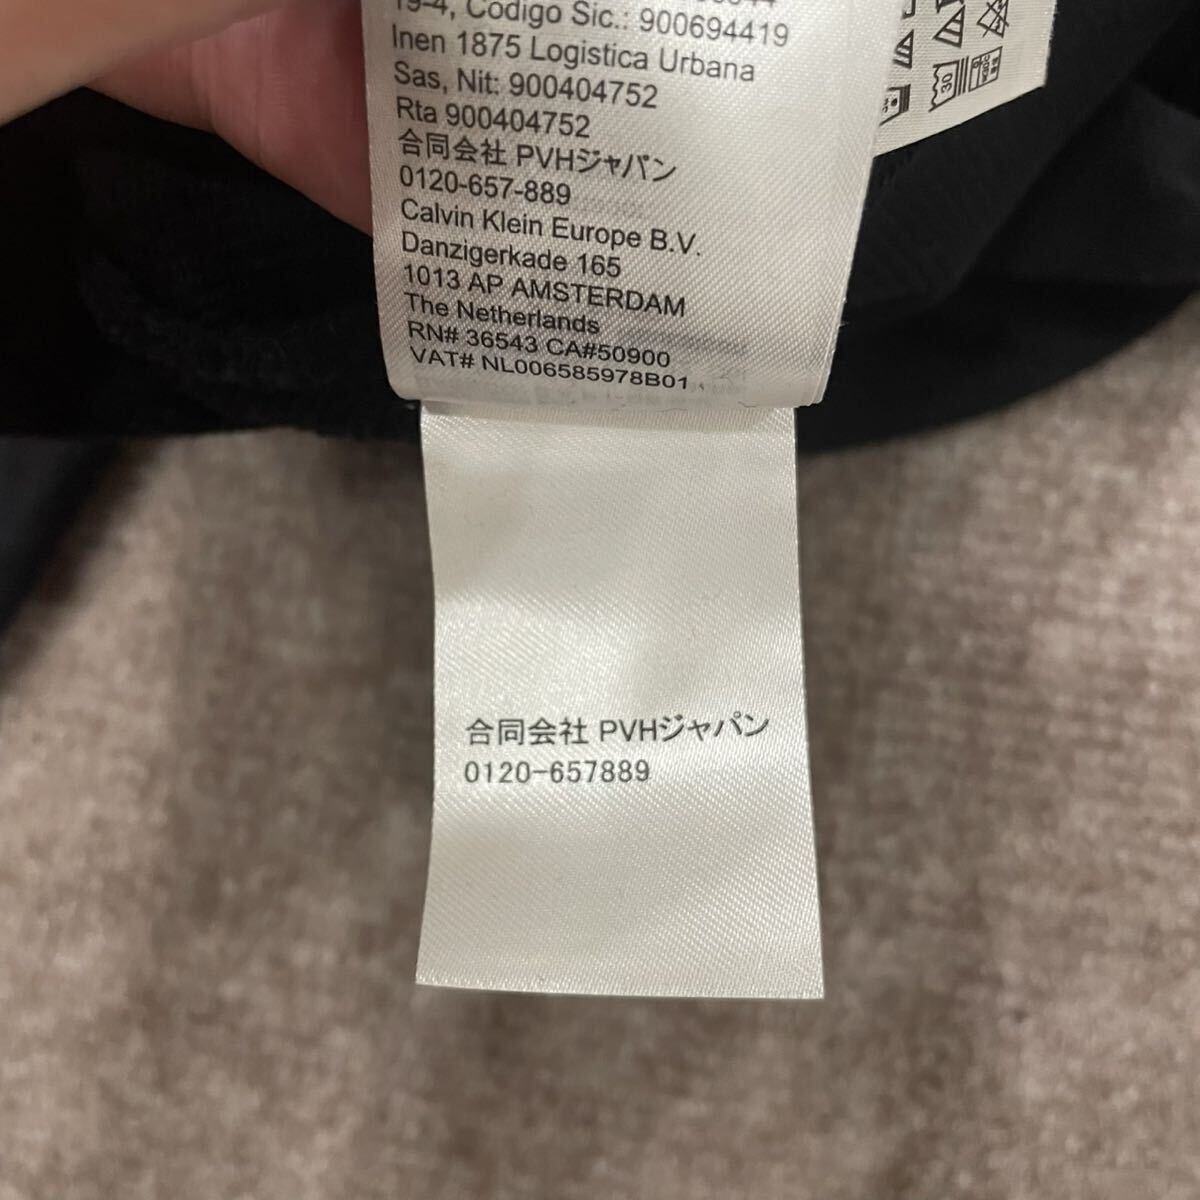 19-4, Codigo Sic.: 900694419
Inen 1875 Logistica Urbana
Sas, Nit: 900404752
Rta 900404752
合同会社 PVHジャパン
0120-657-889
Calvin Klein Europe B.V.
Danzigerkade 165
1013 AP AMSTERDAM
The Netherlands
RN# 36543 CA#50900
VAT# NL006585978B01
30
合同会社 PVHジャパン
0120-657889